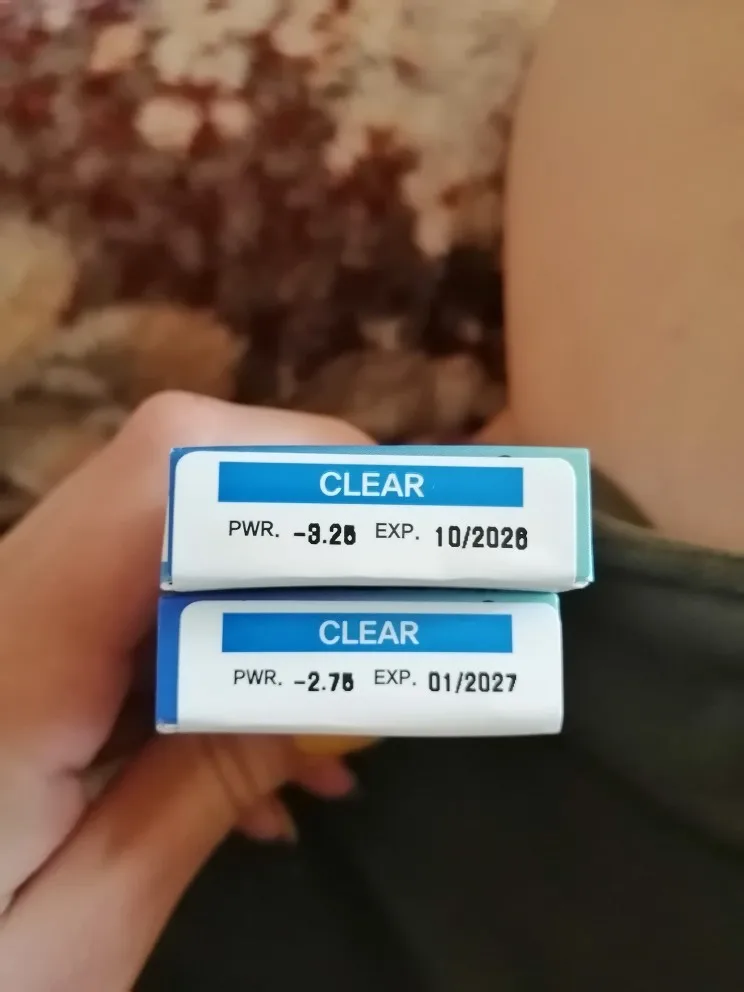 CLEAR
PWR. -3.25 EXP. 10/2026
CLEAR
PWR. -2.75 EXP. 01/2027